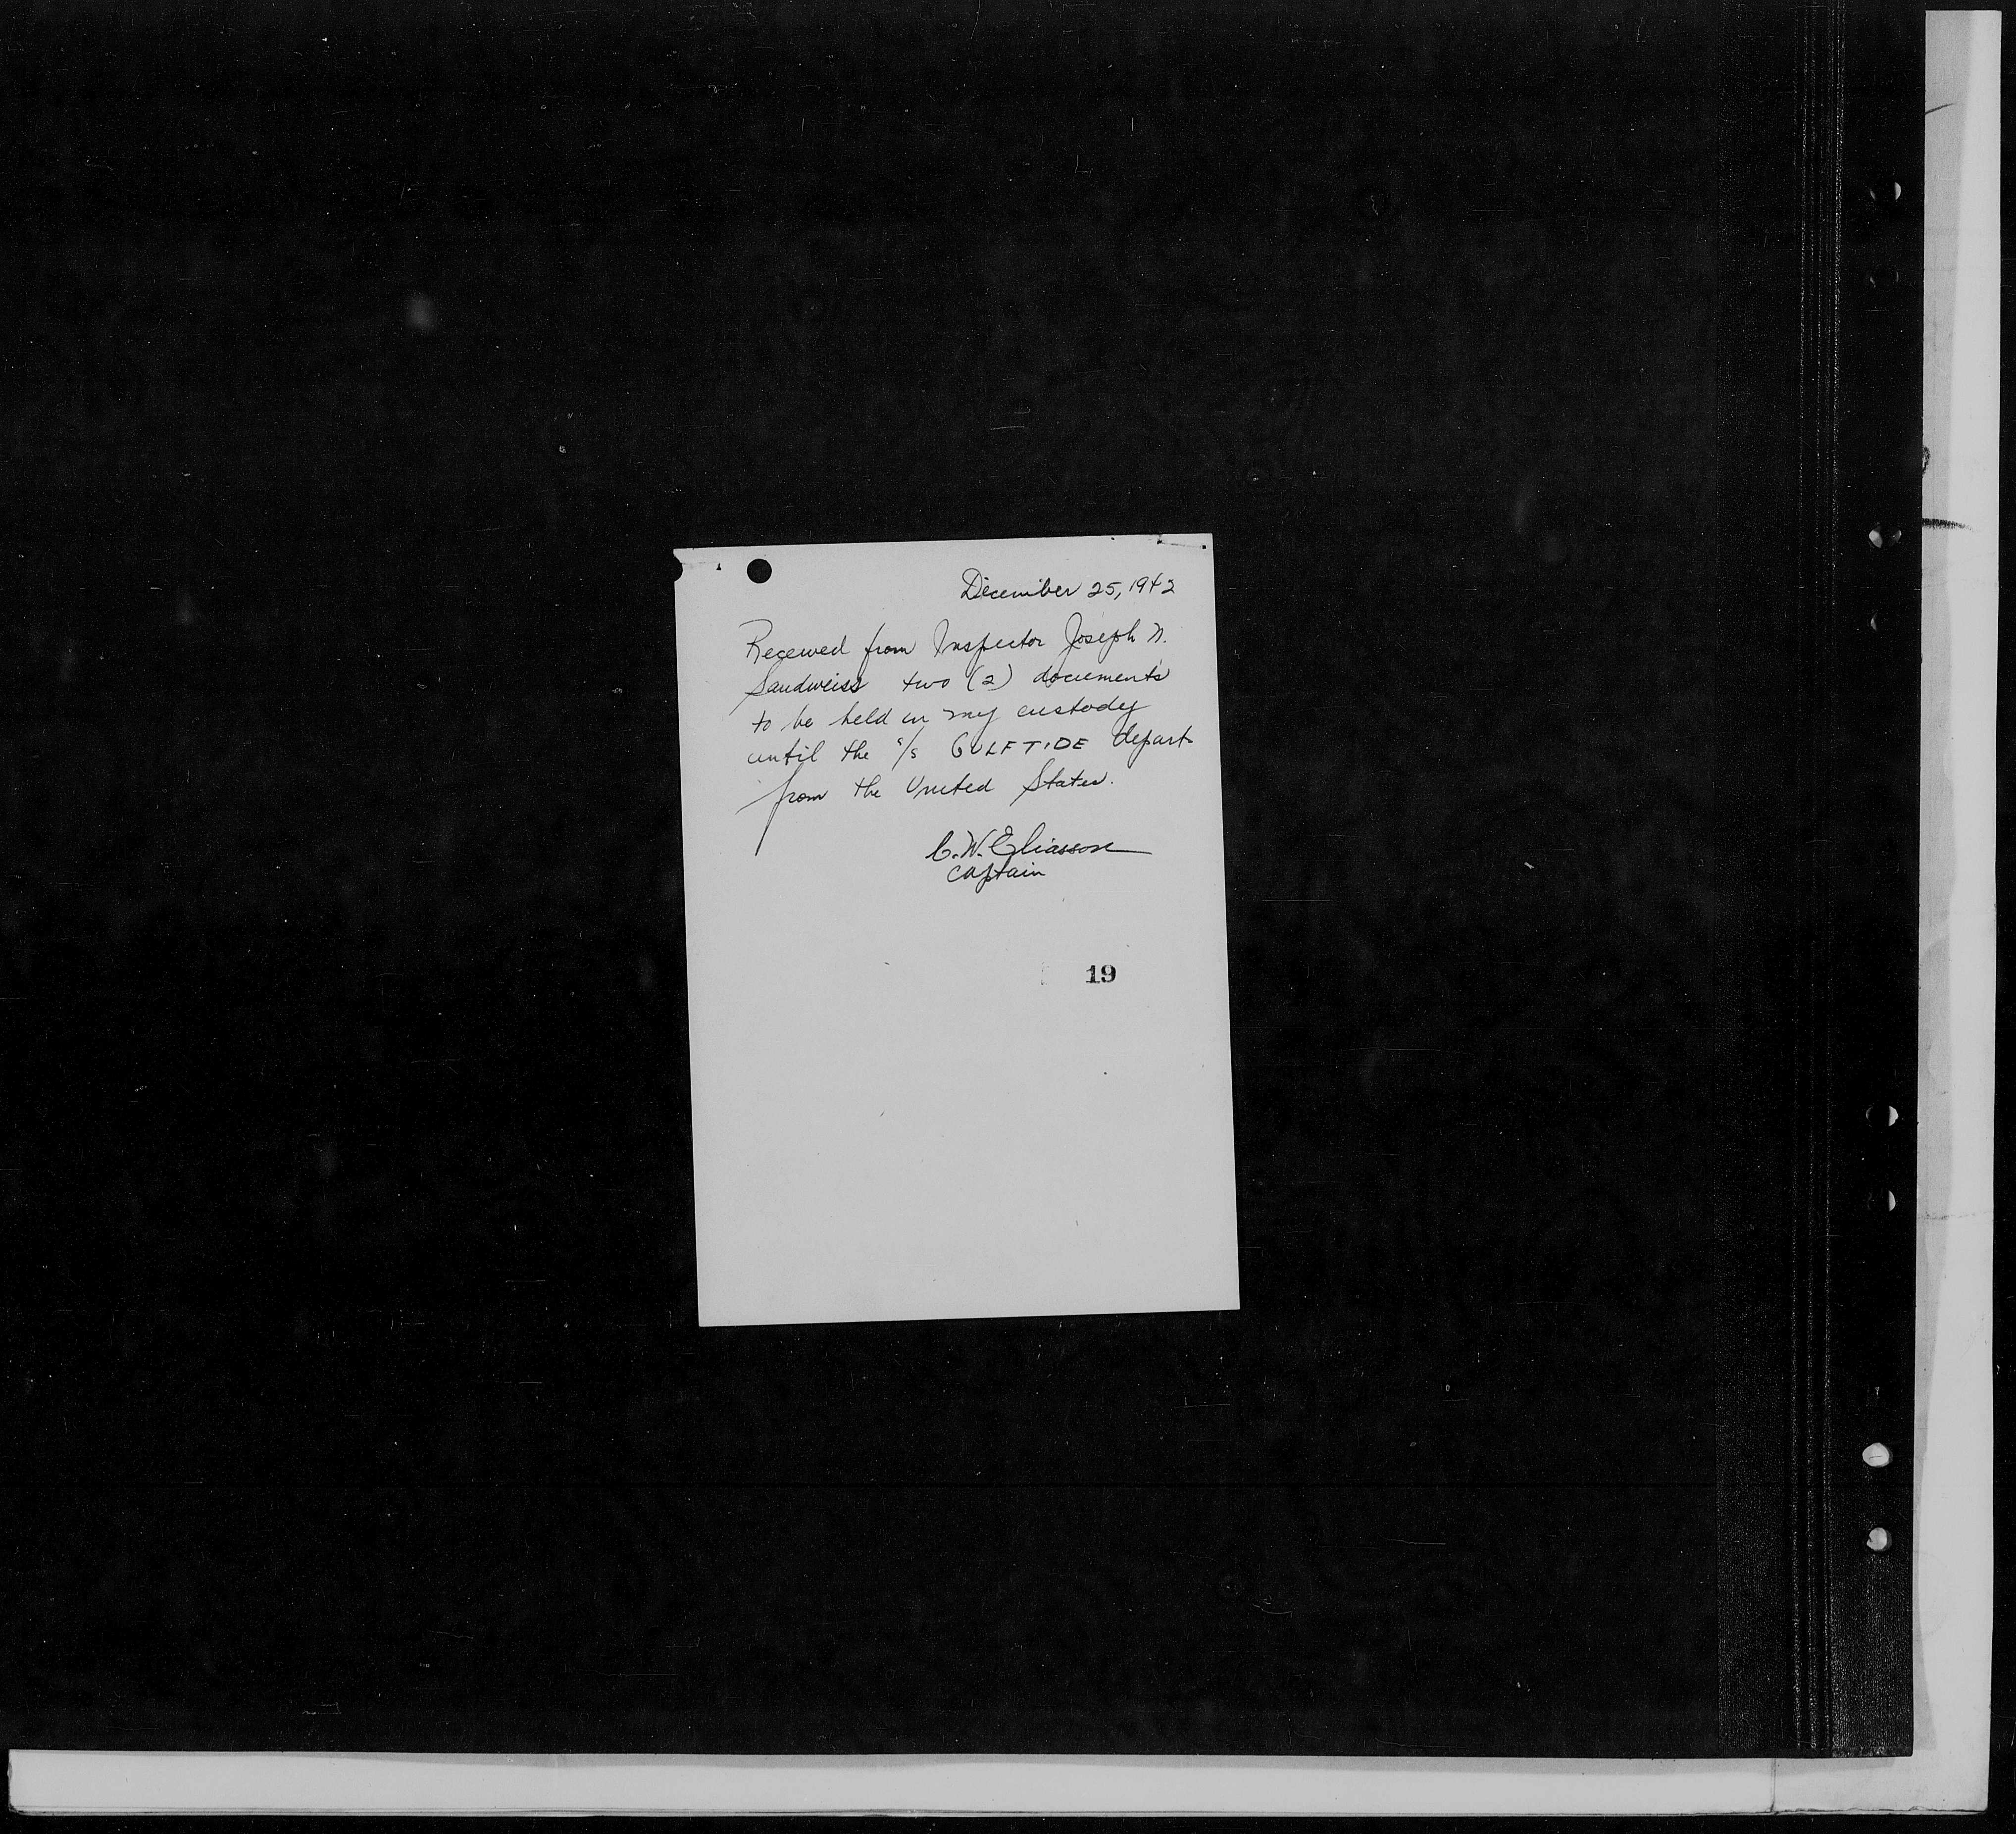 December 25, 1942
Received from Inspector Joseph N.
Sandweiss two (2) documents
to be held in my custody
until the s/s GULFTIDE depart
from the United States.
C. W. Eliasson
Captain
19